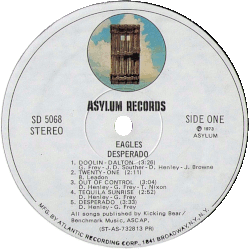 ASYLUM RECORDS
SD 5068
STEREO
SIDE ONE
℗ 1973
ASYLUM
EAGLES
DESPERADO
1. DOOLIN-DALTON (3:26)
G. Frey-J.D. Souther-D. Henley-J. Browne
2. TWENTY-ONE (2:11)
B. Leadon
3. OUT OF CONTROL (3:04)
D. Henley-G. Frey-T. Nixon
4. TEQUILA SUNRISE (2:52)
D. Henley-G. Frey
5. DESPERADO (3:33)
D. Henley-G. Frey
All songs published by Kicking Bear/
Benchmark Music, ASCAP.
(ST-AS-732813 PR)
MFG. BY ATLANTIC RECORDING CORP., 1841 BROADWAY, N.Y., N.Y.